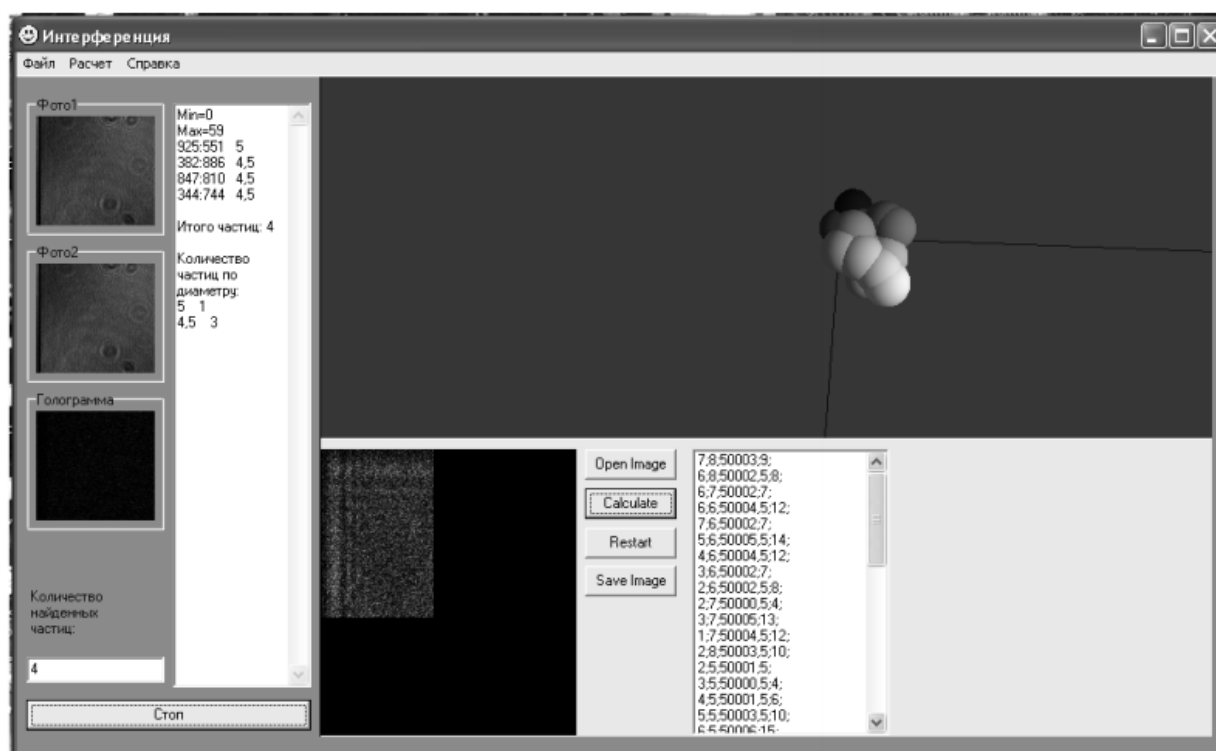 Интерференция
Файл Расчет Справка
Фото1
Фото2
Голограмма
Количество
найденных
частиц:
4
Стоп
Min=0
Max=59
925:551 5
382:886 4,5
847:810 4,5
344:744 4,5
Итого частиц: 4
Количество
частиц по
диаметру:
5 1
4,5 3
Open Image
Calculate
Restart
Save Image
7;8;50003;9;
6;8;50002,5;8;
6;7;50002;7;
6;6;50004,5;12;
7;6;50002;7;
5;6;50005,5;14;
4;6;50004,5;12;
3;6;50002;7;
2;6;50002,5;8;
2;7;50000,5;4;
3;7;50005;13;
1;7;50004,5;12;
2;8;50003,5;10;
2;5;50001;5;
3;5;50000,5;4;
4;5;50001,5;6;
5;5;50003,5;10;
6;5;50006;15;